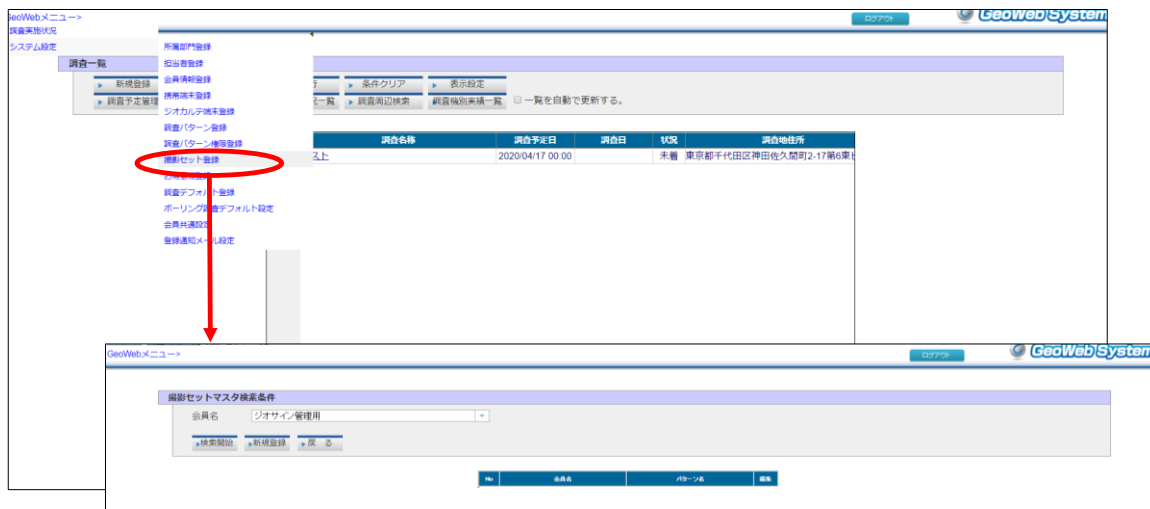 GeoWebメニュー->
ログアウト
GeoWeb System
調査実施状況
システム設定
所属部門登録
担当者登録
会員情報登録
携帯端末登録
ジオカルテ端末登録
調査パターン登録
調査パターン権限登録
撮影セット登録
調査デフォルト登録
ボーリング調査デフォルト設定
会員共通設定
登録通知メール設定
調査一覧
新規登録
行
条件クリア
表示設定
調査予定管理
況一覧
調査周辺検索
調査機別実績一覧
一覧を自動で更新する。
調査名称 調査予定日 調査日 状況 調査地住所
スト 2020/04/17 00:00 未着 東京都千代田区神田佐久間町2-17第6東ビ
GeoWebメニュー->
ログアウト
GeoWeb System
撮影セットマスタ検索条件
会員名 ジオサイン管理用
検索開始 新規登録 戻 る
No 会員名 パターン名 編集